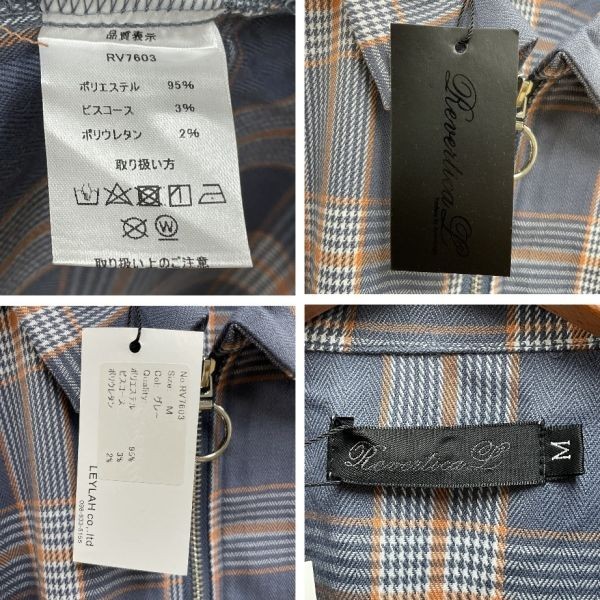 品質表示
RV7603
ポリエステル 95%
ビスコース 3%
ポリウレタン 2%
取り扱い方
W
取り扱い上のご注意
Revertica L
No.RV7603
Size: M
Col: グレー
Quality:
ポリエステル 95%
ビスコース 3%
ポリウレタン 2%
LEYLAH co,.ltd
Revertica L
M